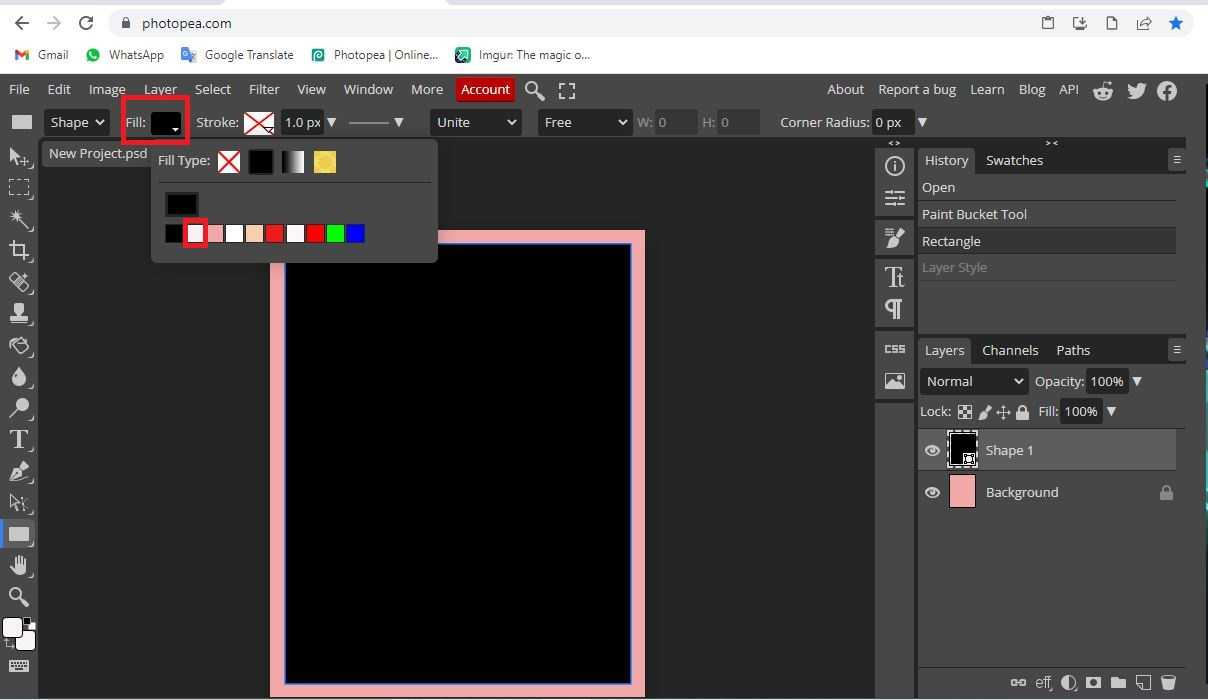 photopea.com
Gmail WhatsApp Google Translate Photopea | Online... Imgur: The magic o...
File Edit Image Layer Select Filter View Window More Account About Report a bug Learn Blog API
Shape Fill: Stroke: 1.0 px Unite Free W: 0 H: 0 Corner Radius: 0 px
New Project.psd
Fill Type:
History Swatches
Open
Paint Bucket Tool
Rectangle
Layer Style
CSS
Layers Channels Paths
Normal Opacity: 100%
Lock: Fill: 100%
Shape 1
Background
eff